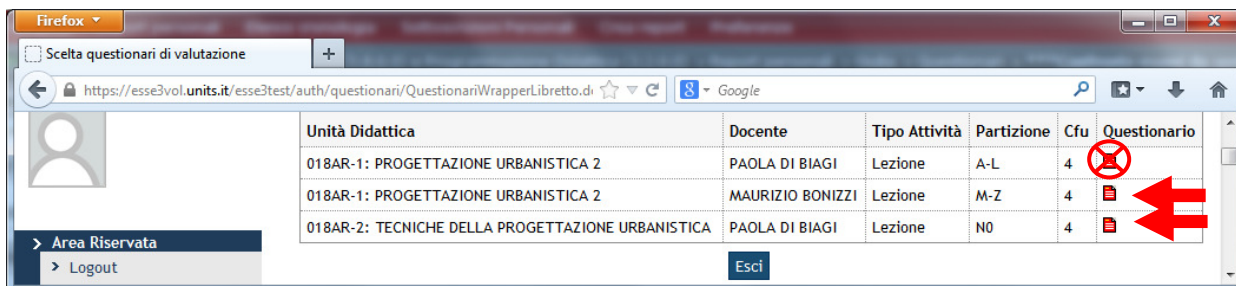 Firefox
Scelta questionari di valutazione
https://esse3vol.units.it/esse3test/auth/questionari/QuestionariWrapperLibretto.d
Google
Unità Didattica Docente Tipo Attività Partizione Cfu Questionario
018AR-1: PROGETTAZIONE URBANISTICA 2 PAOLA DI BIAGI Lezione A-L 4
018AR-1: PROGETTAZIONE URBANISTICA 2 MAURIZIO BONIZZI Lezione M-Z 4
018AR-2: TECNICHE DELLA PROGETTAZIONE URBANISTICA PAOLA DI BIAGI Lezione N0 4
Area Riservata
Logout
Esci